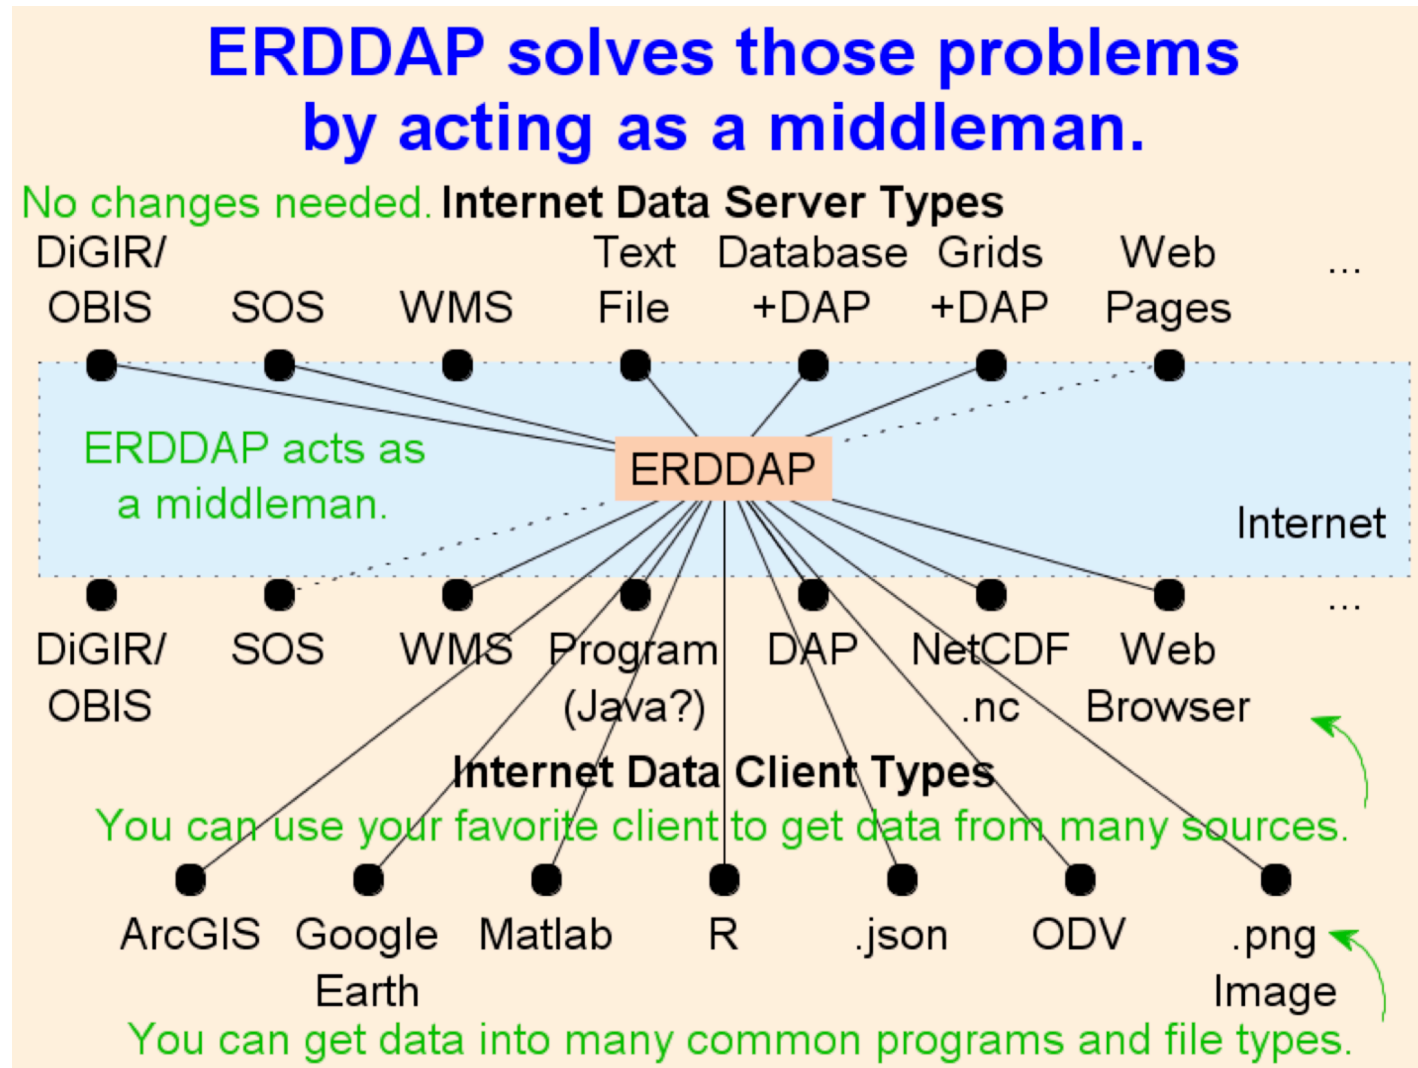 ERDDAP solves those problems
by acting as a middleman.
No changes needed. Internet Data Server Types
DiGIR/ Text Database Grids Web ...
OBIS SOS WMS File +DAP +DAP Pages
ERDDAP acts as
a middleman.
ERDDAP
Internet
...
DiGIR/ SOS WMS Program DAP NetCDF Web
OBIS (Java?) .nc Browser
Internet Data Client Types
You can use your favorite client to get data from many sources.
ArcGIS Google Matlab R .json ODV .png
Earth Image
You can get data into many common programs and file types.